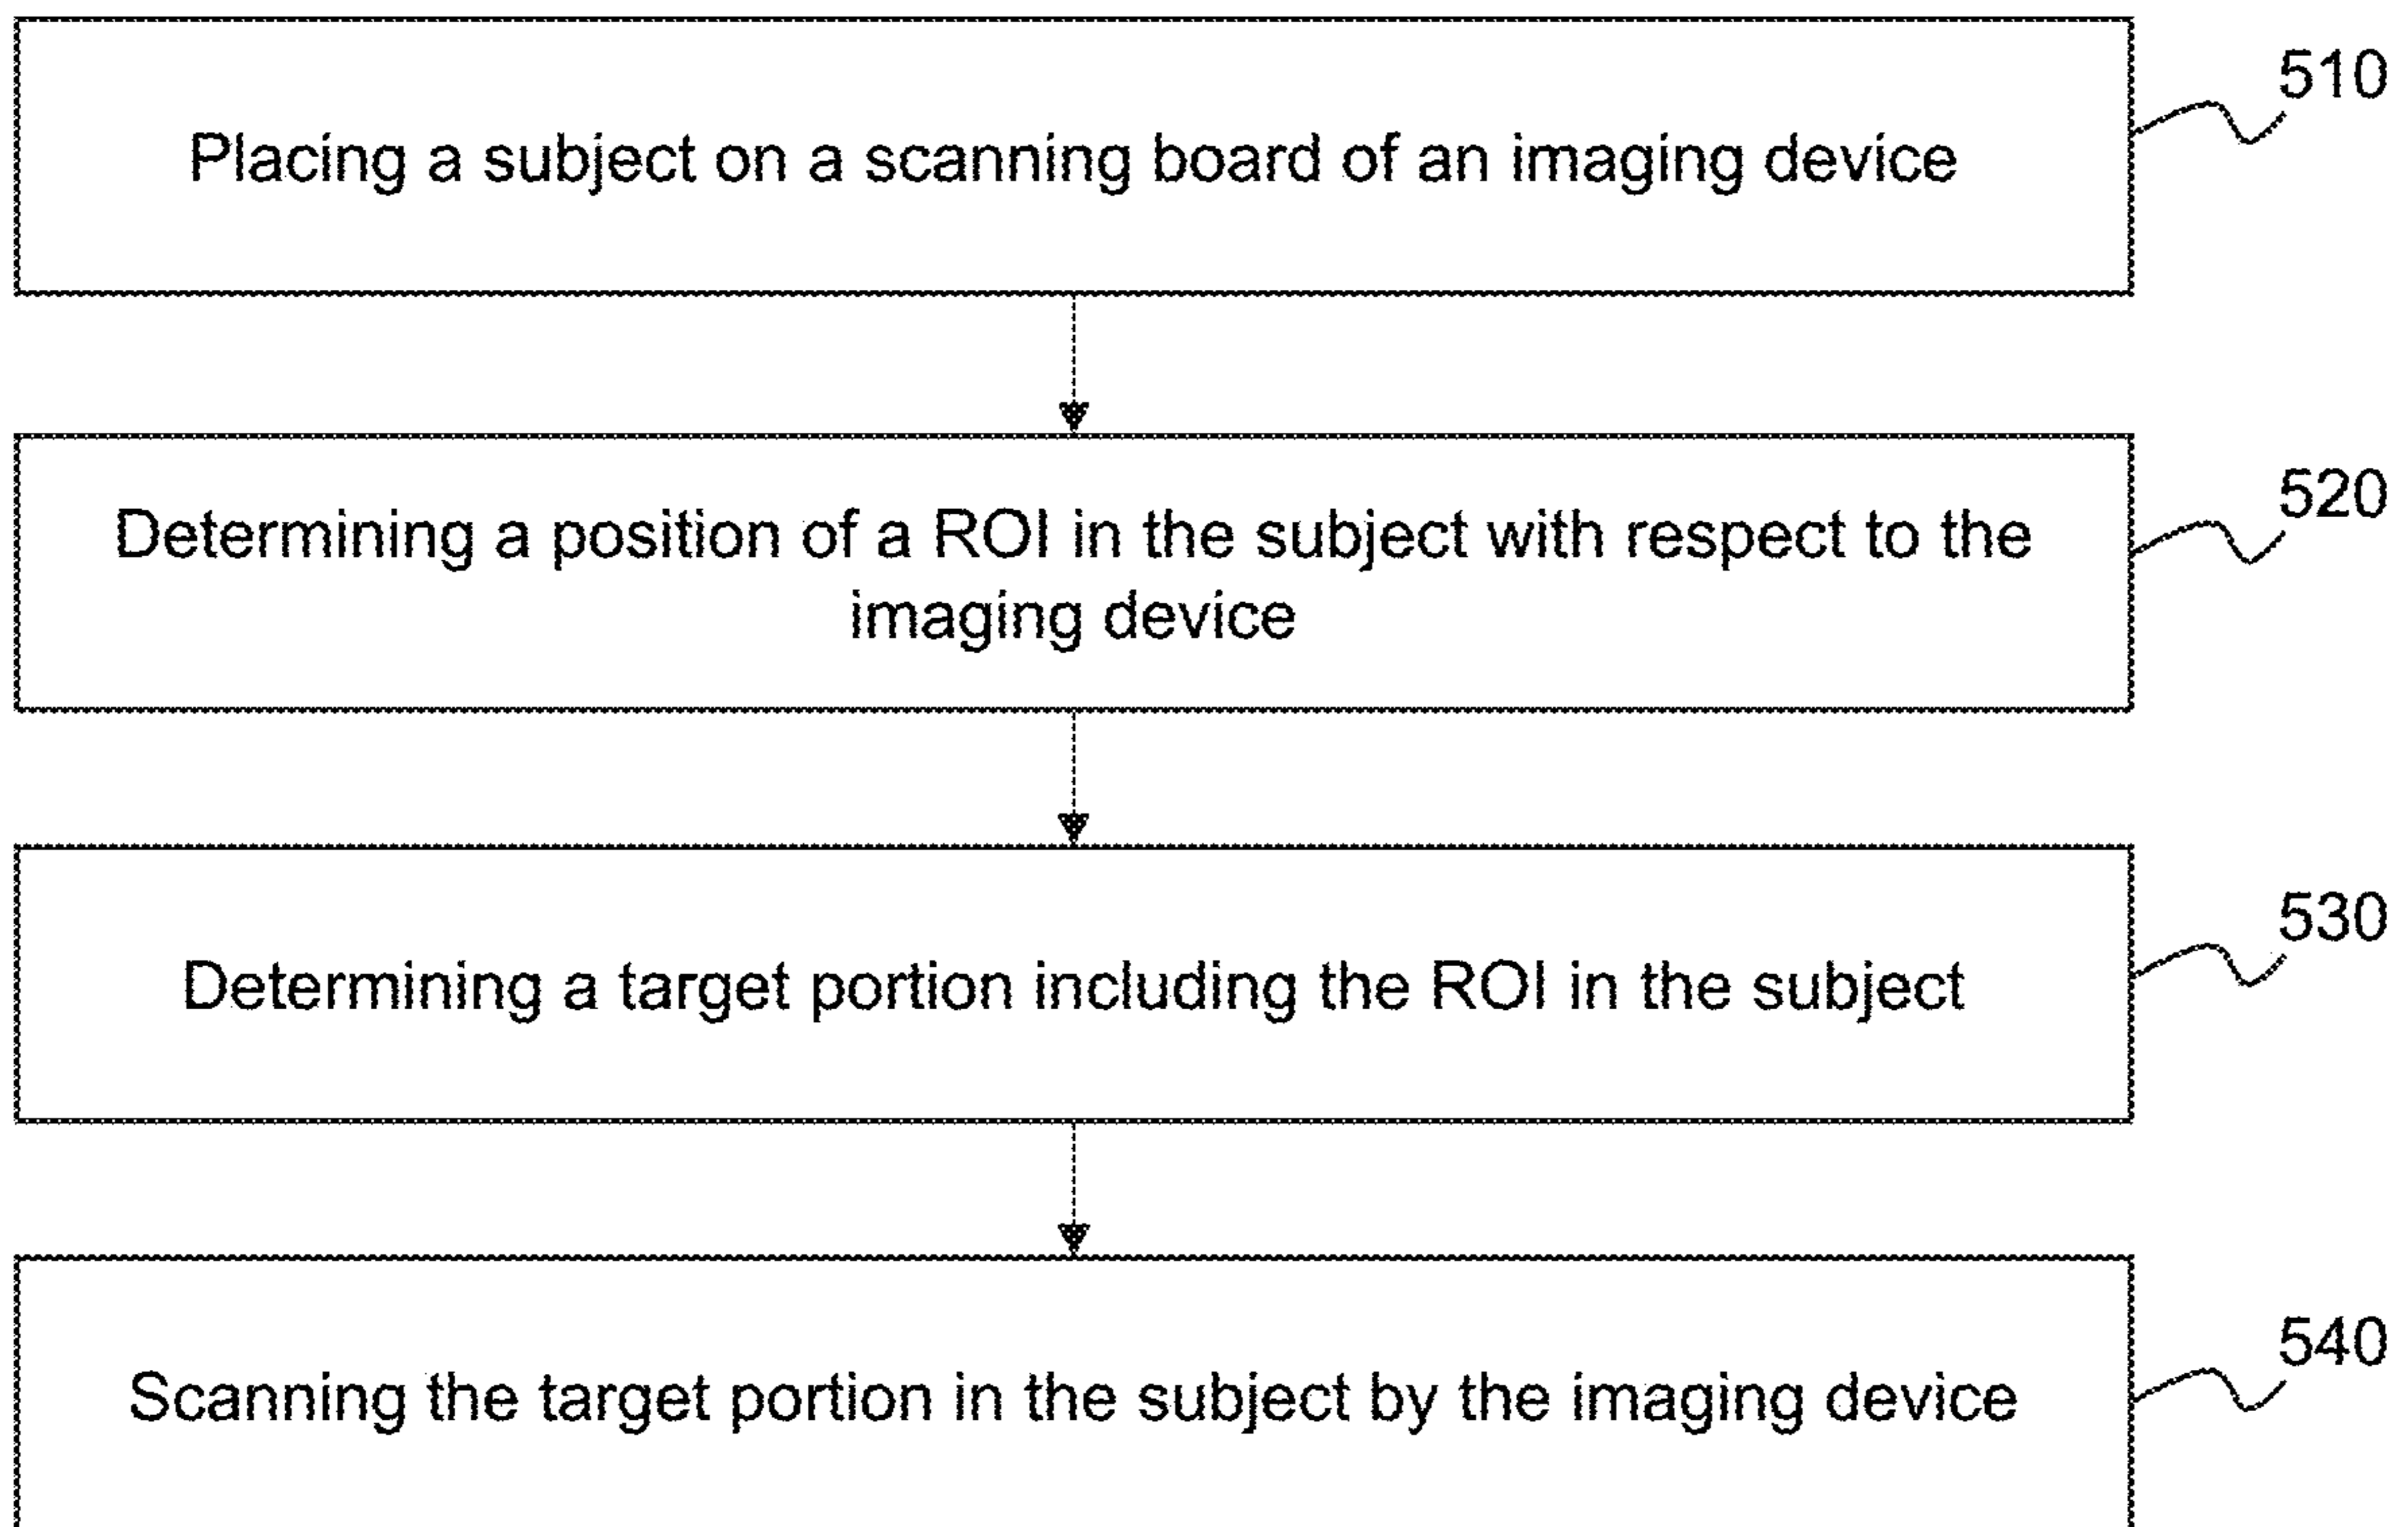 510
Placing a subject on a scanning board of an imaging device
520
Determining a position of a ROI in the subject with respect to the
imaging device
530
Determining a target portion including the ROI in the subject
540
Scanning the target portion in the subject by the imaging device